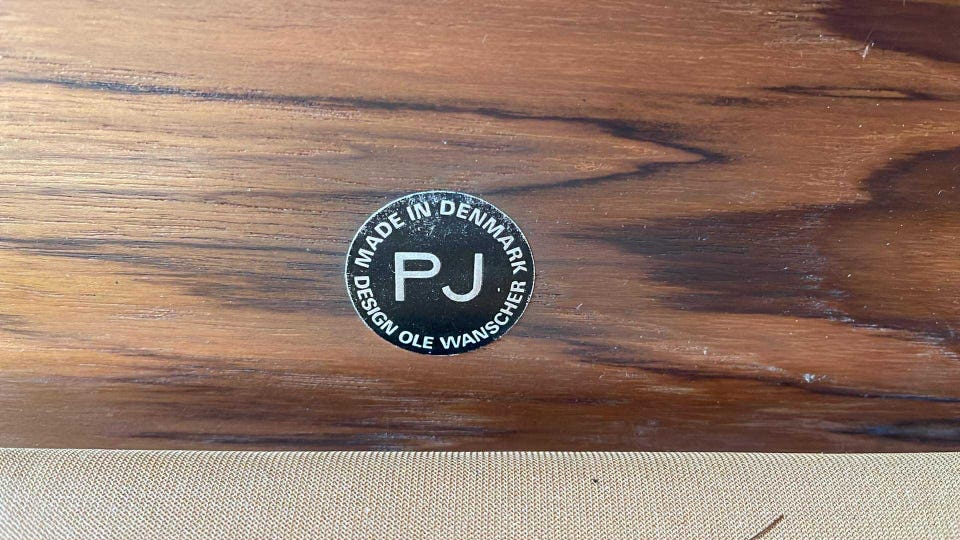 MADE IN DENMARK
PJ
DESIGN OLE WANSCHER